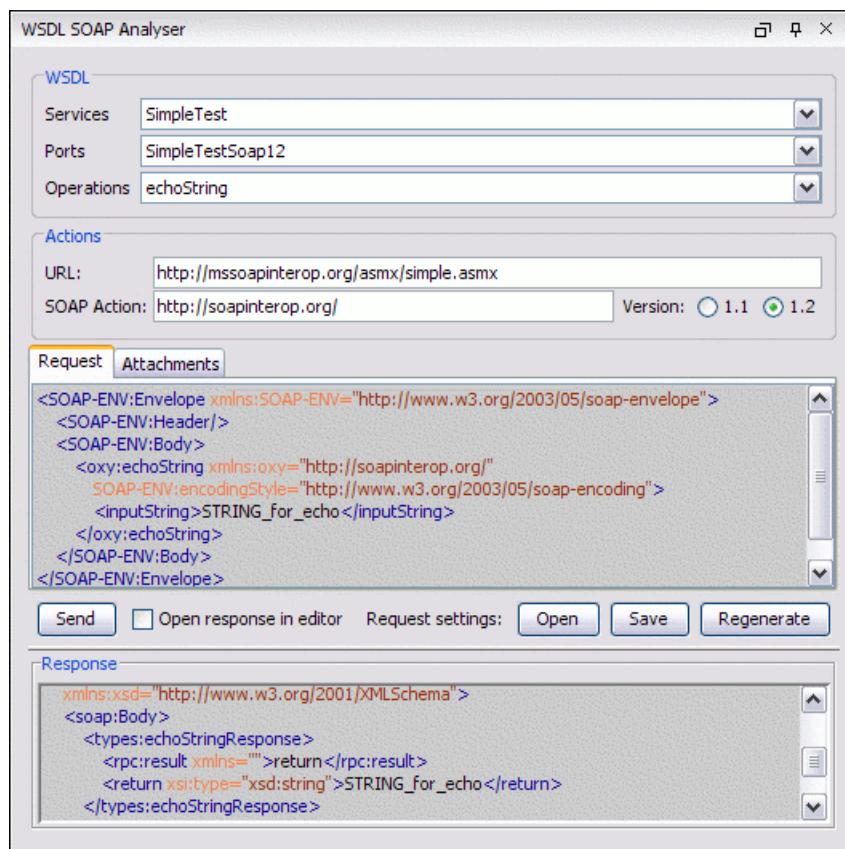 WSDL SOAP Analyser
WSDL
Services SimpleTest
Ports SimpleTestSoap12
Operations echoString
Actions
URL: http://mssoapinterop.org/asmx/simple.asmx
SOAP Action: http://soapinterop.org/ Version: 1.1 1.2
Request Attachments
<SOAP-ENV:Envelope xmlns:SOAP-ENV="http://www.w3.org/2003/05/soap-envelope">
<SOAP-ENV:Header/>
<SOAP-ENV:Body>
<oxy:echoString xmlns:oxy="http://soapinterop.org/"
SOAP-ENV:encodingStyle="http://www.w3.org/2003/05/soap-encoding">
<inputString>STRING_for_echo</inputString>
</oxy:echoString>
</SOAP-ENV:Body>
</SOAP-ENV:Envelope>
Send Open response in editor Request settings: Open Save Regenerate
Response
xmlns:xsd="http://www.w3.org/2001/XMLSchema">
<soap:Body>
<types:echoStringResponse>
<rpc:result xmlns="">return</rpc:result>
<return xsi:type="xsd:string">STRING_for_echo</return>
</types:echoStringResponse>